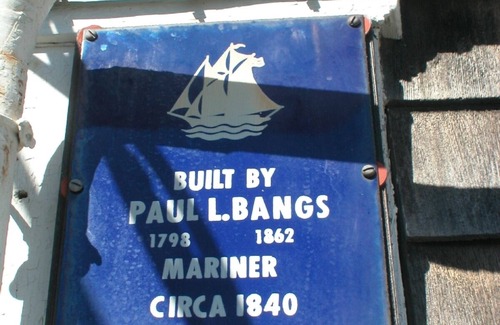 BUILT BY
PAUL L. BANGS
1798 1862
MARINER
CIRCA 1840